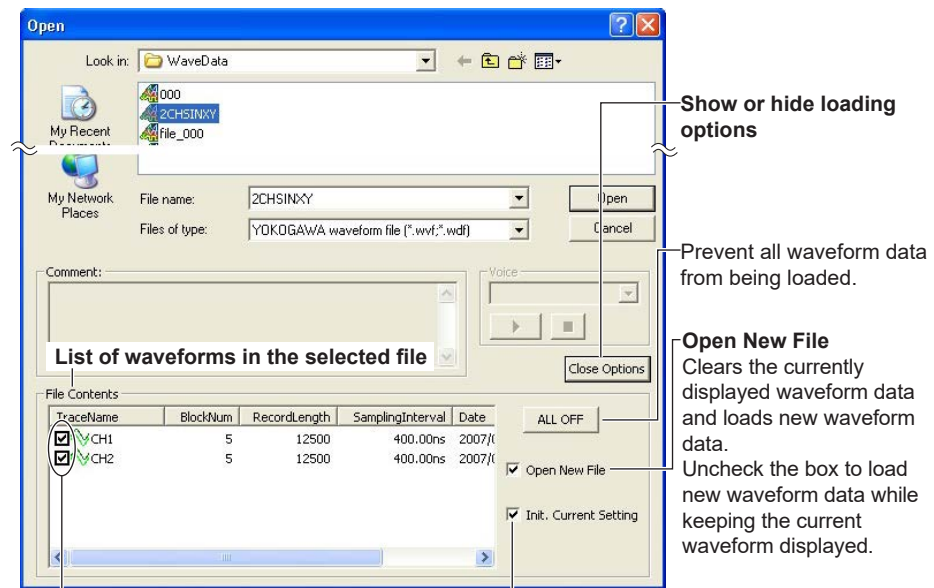 Open
Look in: WaveData
000
2CHSINXY
file_000
My Recent
My Network
Places
File name: 2CHSINXY Open
Files of type: YOKOGAWA waveform file (*.wvf;*.wdf) Cancel
Comment: Voice
List of waveforms in the selected file
Close Options
File Contents
TraceName BlockNum RecordLength SamplingInterval Date ALL OFF
CH1 5 12500 400.00ns
CH2 5 12500 400.00ns
Open New File
Init. Current Setting
Show or hide loading
options
Prevent all waveform data
from being loaded.
Open New File
Clears the currently
displayed waveform data
and loads new waveform
data.
Uncheck the box to load
new waveform data while
keeping the current
waveform displayed.